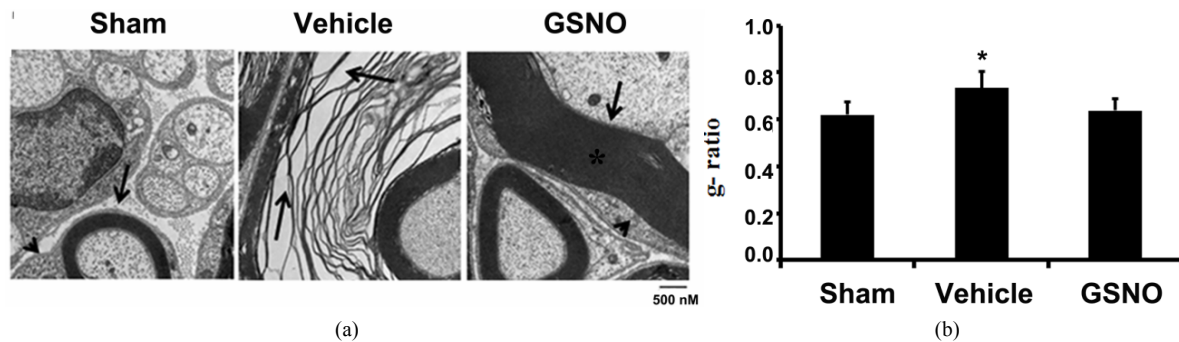 Sham Vehicle GSNO
*
500 nM
(a)
g- ratio
1.0
0.8
0.6
0.4
0.2
0.0
*
Sham Vehicle GSNO
(b)